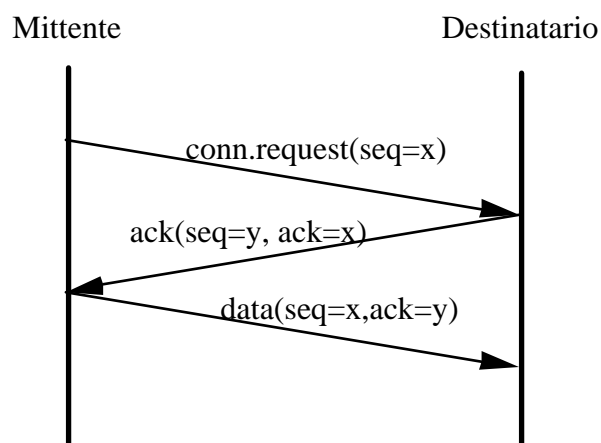 Mittente
Destinatario
conn.request(seq=x)
ack(seq=y, ack=x)
data(seq=x,ack=y)